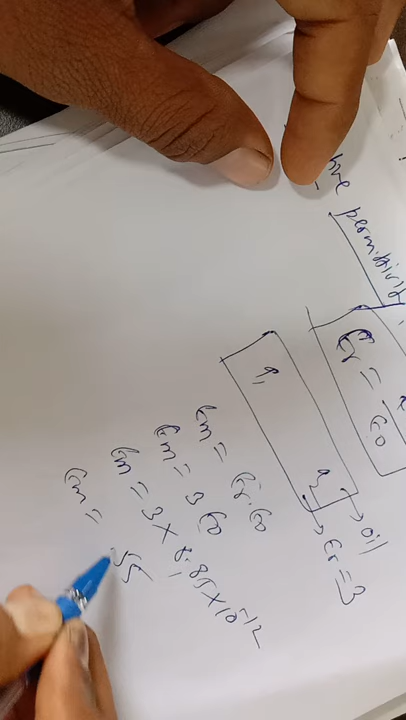 permittivity
εr = ε0
q1 q2
oil
εr = 3
εm = εr.ε0
εm = 3 ε0
εm = 3 × 8.85×10^-12
εm = .55